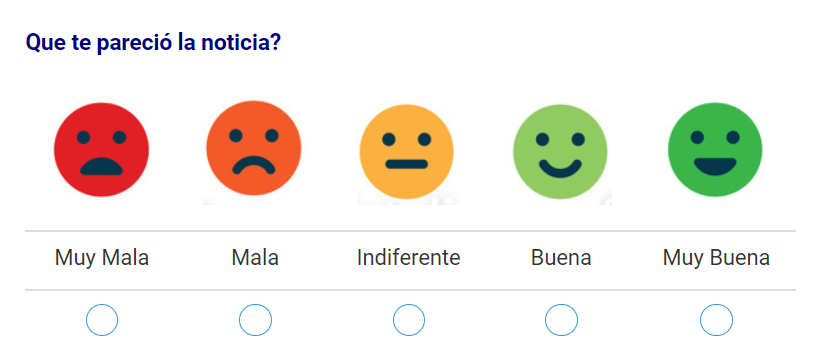 Que te pareció la noticia?
Muy Mala Mala Indiferente Buena Muy Buena